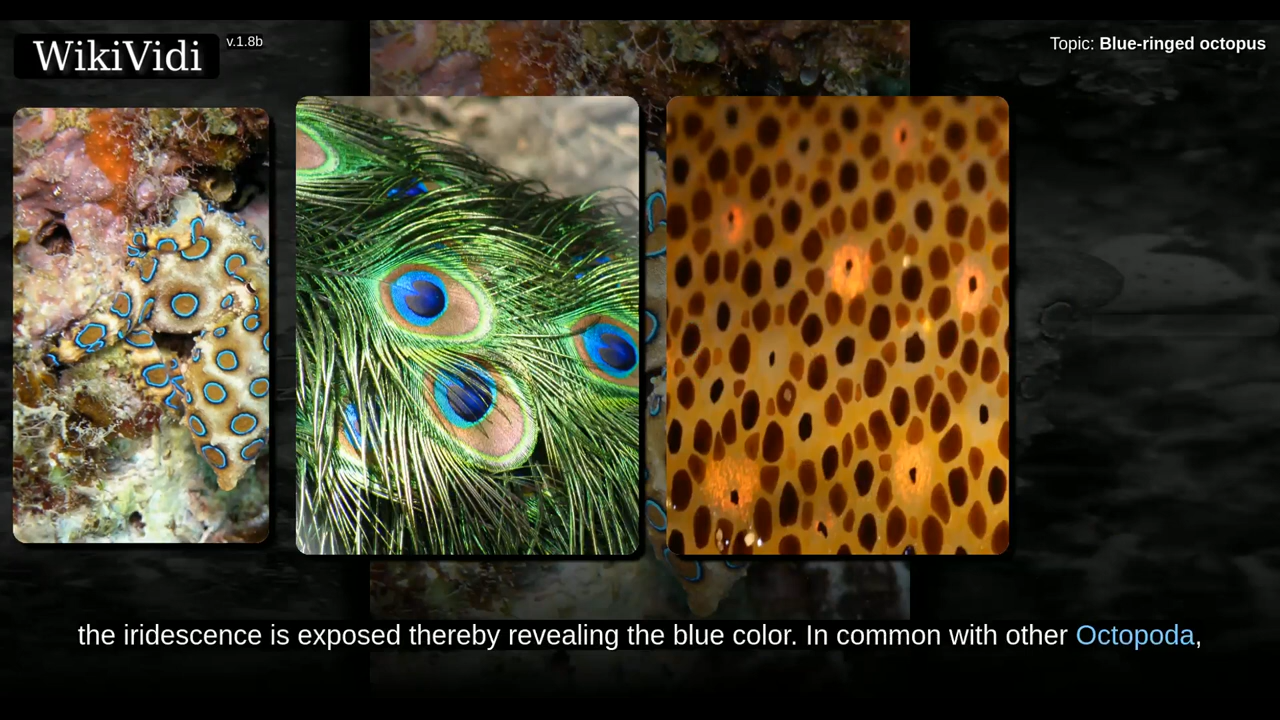 WikiVidi
v.1.8b
Topic: Blue-ringed octopus
the iridescence is exposed thereby revealing the blue color. In common with other Octopoda,